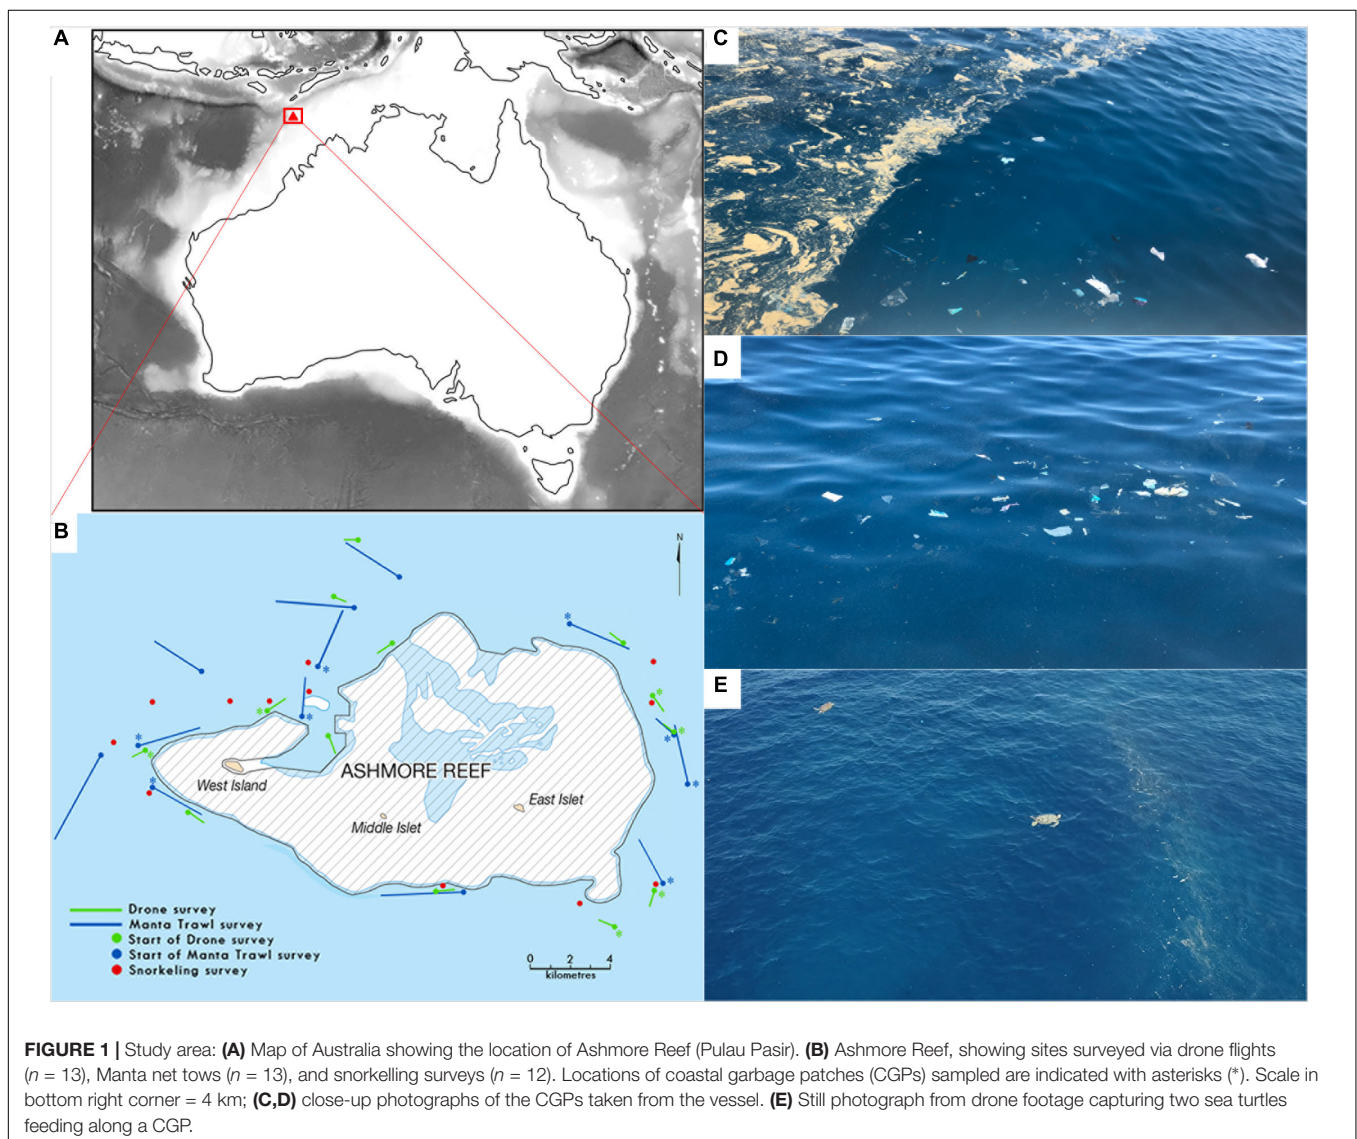 A
B
N
ASHMORE REEF
West Island
Middle Islet
East Islet
Drone survey
Manta Trawl survey
Start of Drone survey
Start of Manta Trawl survey
Snorkeling survey
0 2 4
kilometres
C
D
E
FIGURE 1 | Study area: (A) Map of Australia showing the location of Ashmore Reef (Pulau Pasir). (B) Ashmore Reef, showing sites surveyed via drone flights
(n = 13), Manta net tows (n = 13), and snorkelling surveys (n = 12). Locations of coastal garbage patches (CGPs) sampled are indicated with asterisks (*). Scale in
bottom right corner = 4 km; (C,D) close-up photographs of the CGPs taken from the vessel. (E) Still photograph from drone footage capturing two sea turtles
feeding along a CGP.